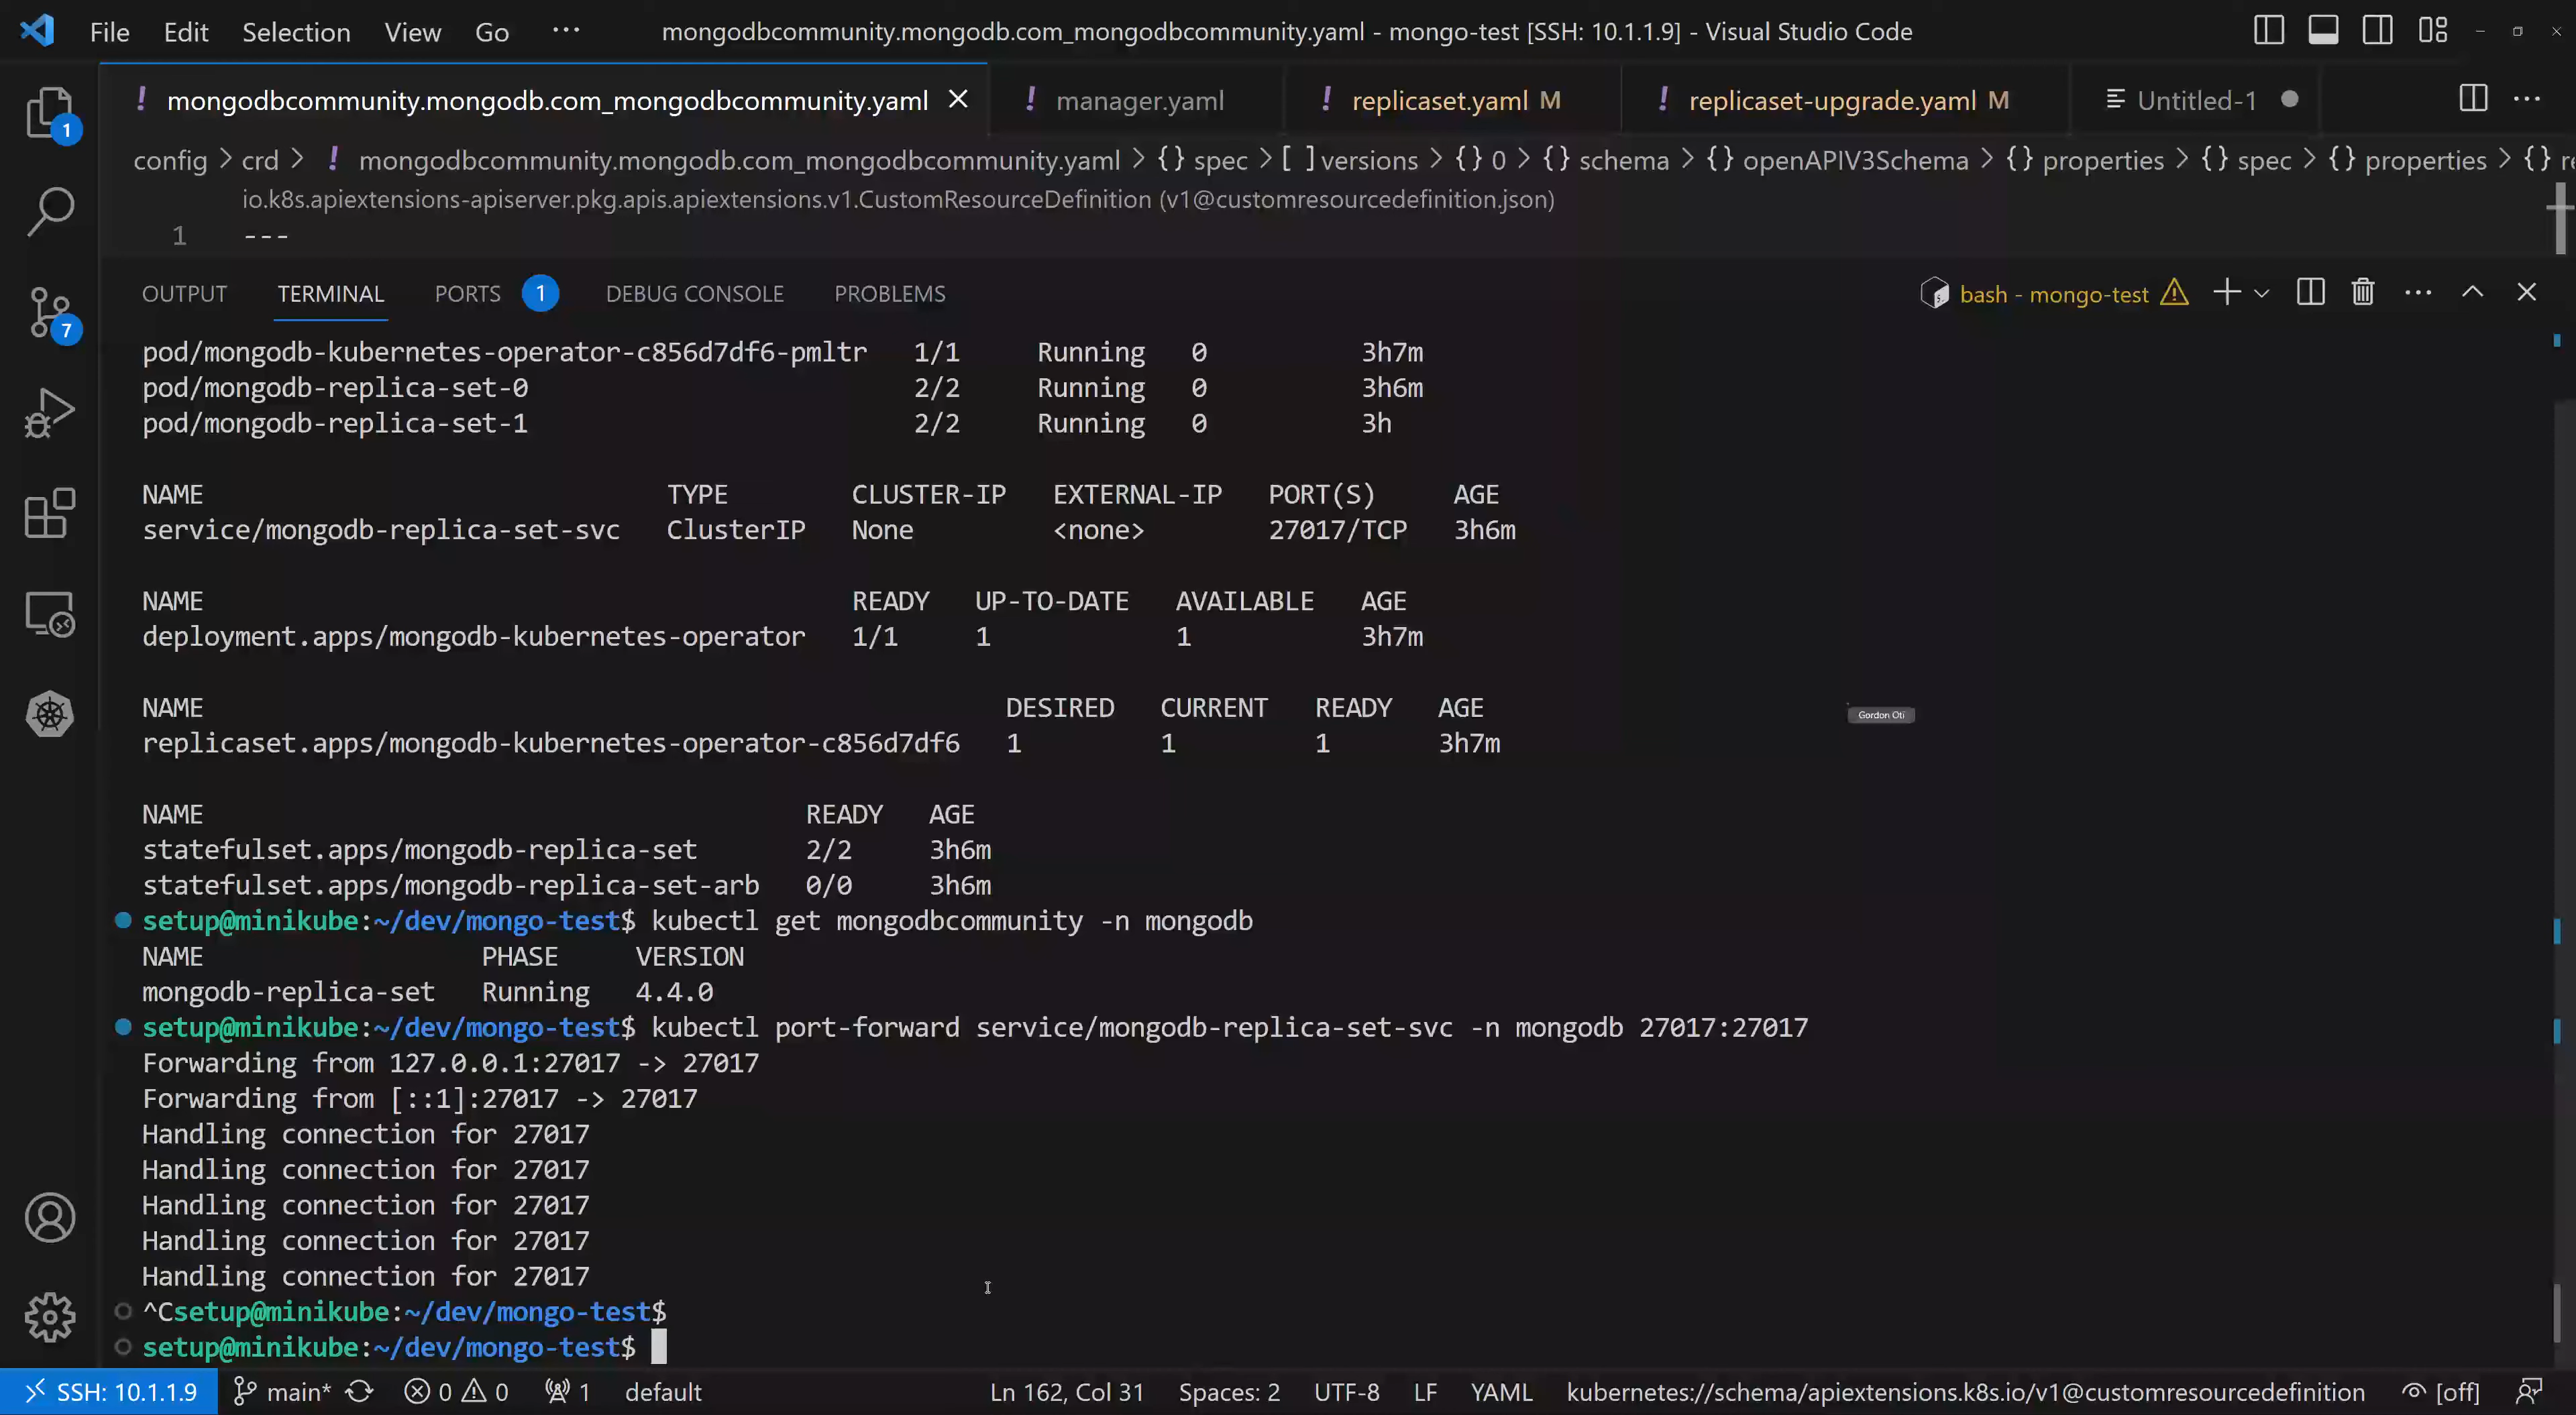 File Edit Selection View Go ··· mongodbcommunity.mongodb.com_mongodbcommunity.yaml - mongo-test [SSH: 10.1.1.9] - Visual Studio Code
! mongodbcommunity.mongodb.com_mongodbcommunity.yaml ! manager.yaml ! replicaset.yaml M ! replicaset-upgrade.yaml M Untitled-1
config > crd > ! mongodbcommunity.mongodb.com_mongodbcommunity.yaml > {} spec > [ ] versions > {} 0 > {} schema > {} openAPIV3Schema > {} properties > {} spec > {} properties > {}
io.k8s.apiextensions-apiserver.pkg.apis.apiextensions.v1.CustomResourceDefinition (v1@customresourcedefinition.json)
1 ---
OUTPUT TERMINAL PORTS 1 DEBUG CONSOLE PROBLEMS bash - mongo-test
1
7
pod/mongodb-kubernetes-operator-c856d7df6-pmltr 1/1 Running 0 3h7m
pod/mongodb-replica-set-0 2/2 Running 0 3h6m
pod/mongodb-replica-set-1 2/2 Running 0 3h
NAME TYPE CLUSTER-IP EXTERNAL-IP PORT(S) AGE
service/mongodb-replica-set-svc ClusterIP None <none> 27017/TCP 3h6m
NAME READY UP-TO-DATE AVAILABLE AGE
deployment.apps/mongodb-kubernetes-operator 1/1 1 1 3h7m
NAME DESIRED CURRENT READY AGE
Gordon Oti
replicaset.apps/mongodb-kubernetes-operator-c856d7df6 1 1 1 3h7m
NAME READY AGE
statefulset.apps/mongodb-replica-set 2/2 3h6m
statefulset.apps/mongodb-replica-set-arb 0/0 3h6m
setup@minikube:~/dev/mongo-test$ kubectl get mongodbcommunity -n mongodb
NAME PHASE VERSION
mongodb-replica-set Running 4.4.0
setup@minikube:~/dev/mongo-test$ kubectl port-forward service/mongodb-replica-set-svc -n mongodb 27017:27017
Forwarding from 127.0.0.1:27017 -> 27017
Forwarding from [::1]:27017 -> 27017
Handling connection for 27017
Handling connection for 27017
Handling connection for 27017
Handling connection for 27017
Handling connection for 27017
^Csetup@minikube:~/dev/mongo-test$
setup@minikube:~/dev/mongo-test$
SSH: 10.1.1.9 main* 0 0 1 default Ln 162, Col 31 Spaces: 2 UTF-8 LF YAML kubernetes://schema/apiextensions.k8s.io/v1@customresourcedefinition [off]